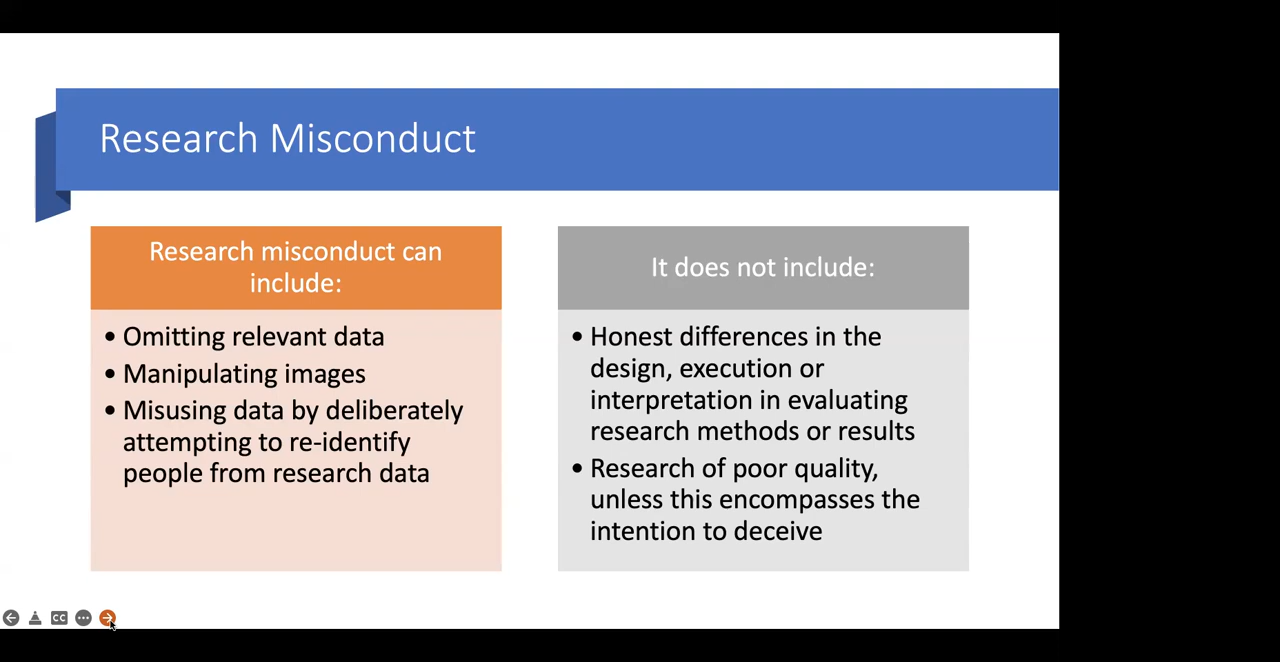 Research Misconduct
Research misconduct can
include:
• Omitting relevant data
• Manipulating images
• Misusing data by deliberately
attempting to re-identify
people from research data
It does not include:
• Honest differences in the
design, execution or
interpretation in evaluating
research methods or results
• Research of poor quality,
unless this encompasses the
intention to deceive
CC